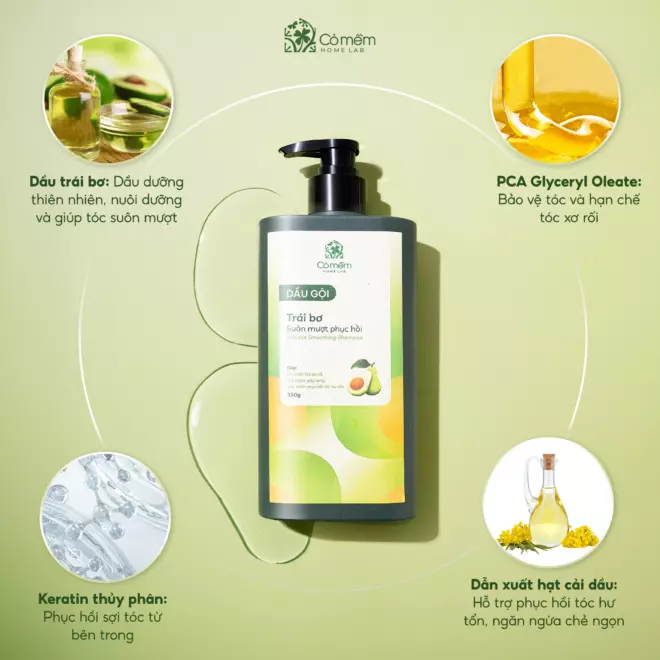 Cỏ mềm
HOME LAB
Dầu trái bơ: Dầu dưỡng
thiên nhiên, nuôi dưỡng
và giúp tóc suôn mượt
PCA Glyceryl Oleate:
Bảo vệ tóc và hạn chế
tóc xơ rối
Cỏ mềm
HOME LAB
DẦU GỘI
Trái bơ
Suôn mượt phục hồi
Smoothing Shampoo
Keratin thủy phân:
Phục hồi sợi tóc từ
bên trong
Dẫn xuất hạt cải dầu:
Hỗ trợ phục hồi tóc hư
tổn, ngăn ngừa chẻ ngọn